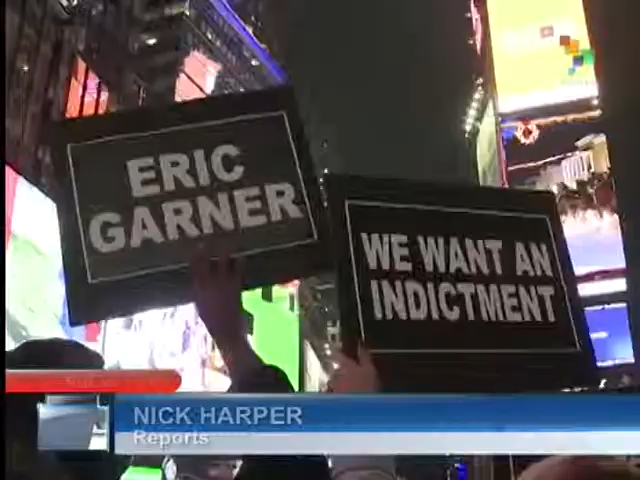 ERIC
GARNER
WE WANT AN
INDICTMENT
NICK HARPER
Reports